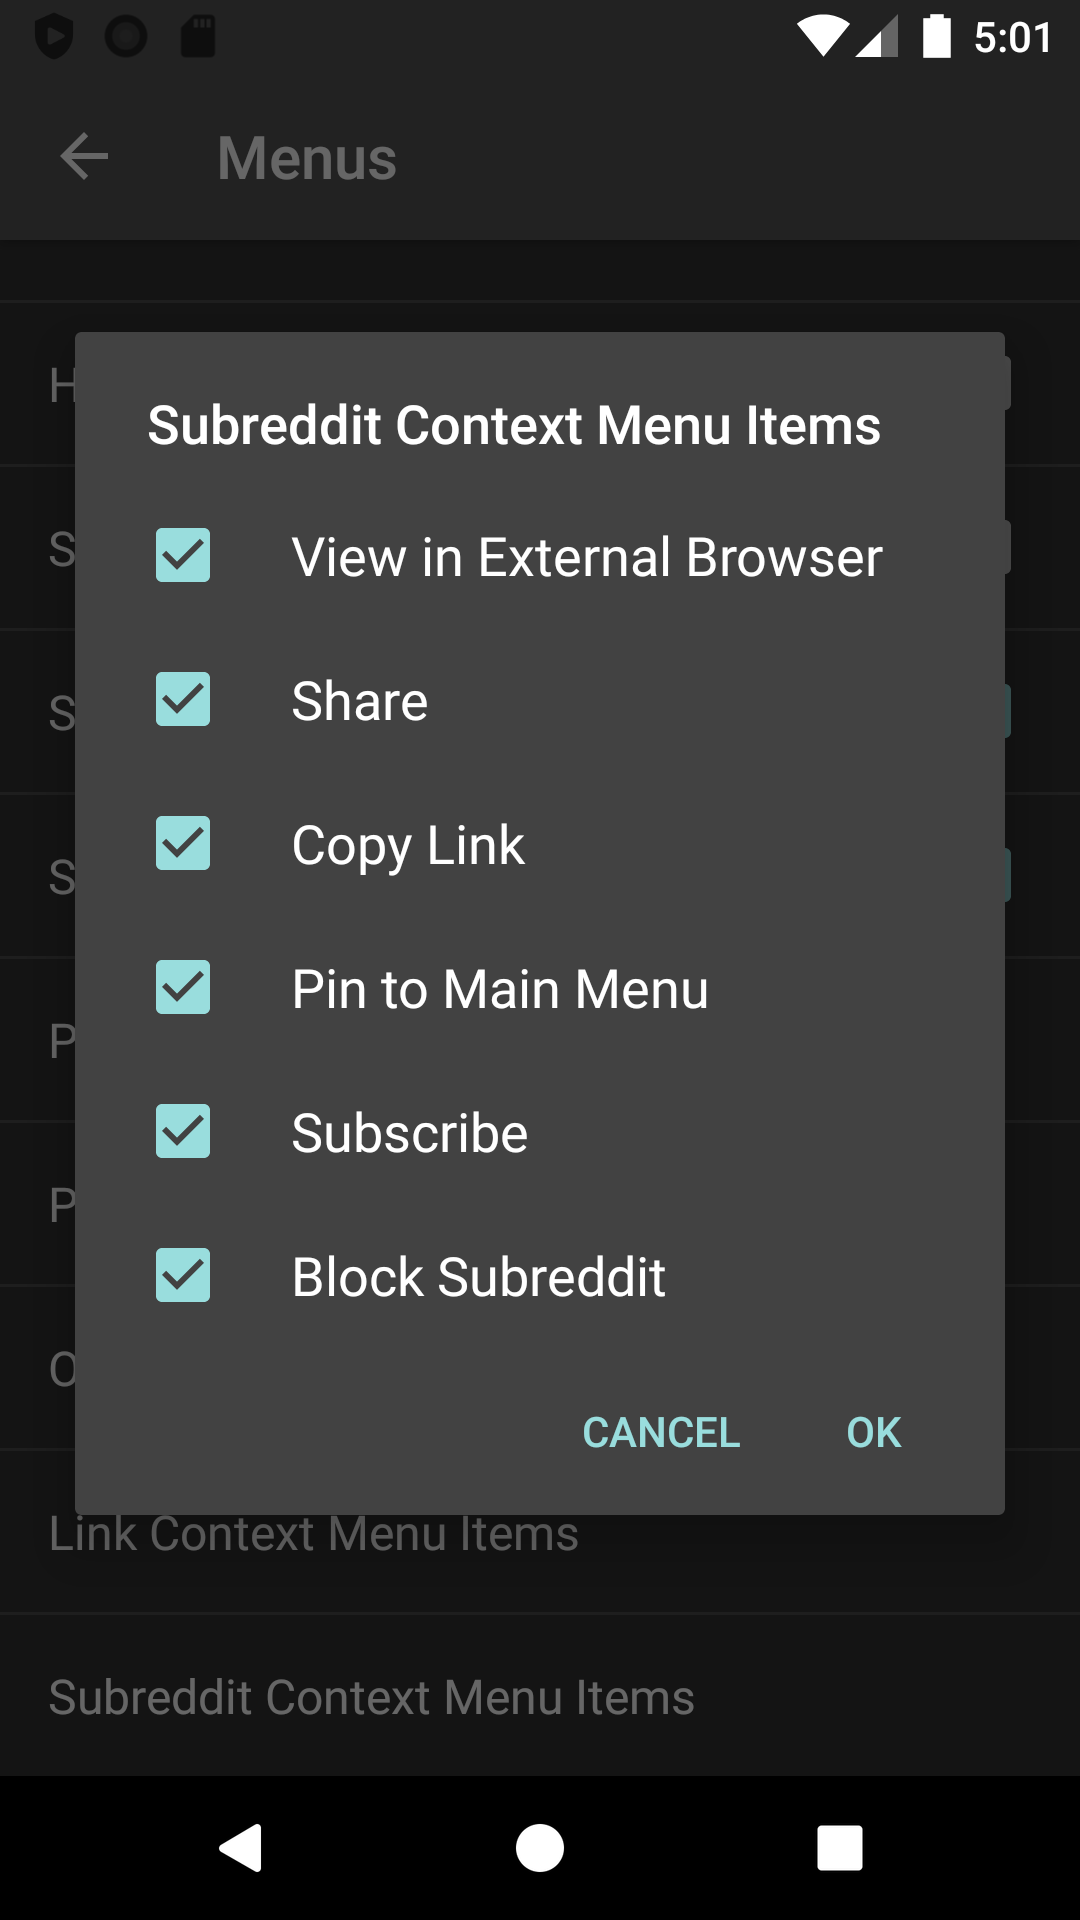 5:01
Menus
H
Subreddit Context Menu Items
View in External Browser
S
Share
S
Copy Link
S
Pin to Main Menu
P
Subscribe
P
Block Subreddit
O
CANCEL OK
Link Context Menu Items
Subreddit Context Menu Items